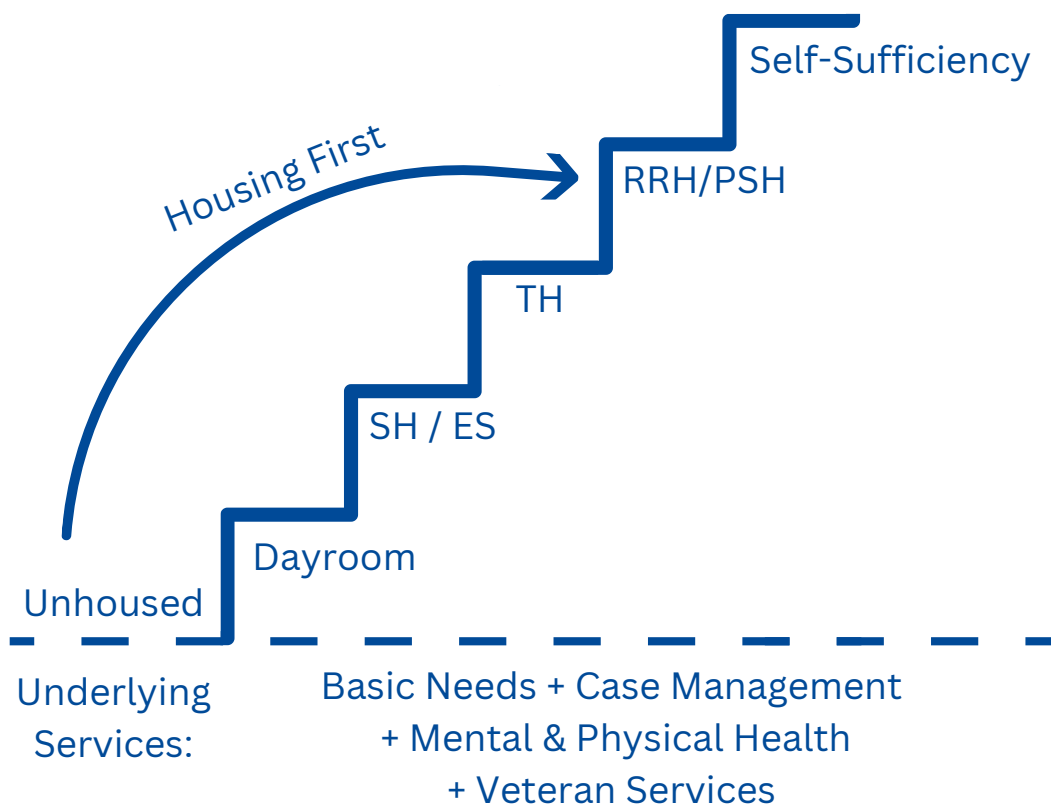 Self-Sufficiency
Housing First
RRH/PSH
TH
SH / ES
Dayroom
Unhoused
Underlying
Services:
Basic Needs + Case Management
+ Mental & Physical Health
+ Veteran Services